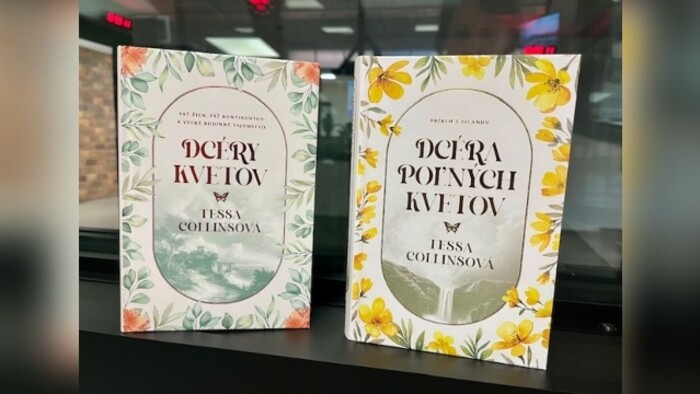 PÄŤ ŽIEN, PÄŤ KONTINENTOV
A VEĽKÉ RODINNÉ TAJOMSTVO
DCÉRY
KVETOV
TESSA
COLLINSOVÁ
PRÍBEH Z ISLANDU
DCÉRA
POĽNÝCH
KVETOV
TESSA
COLLINSOVÁ